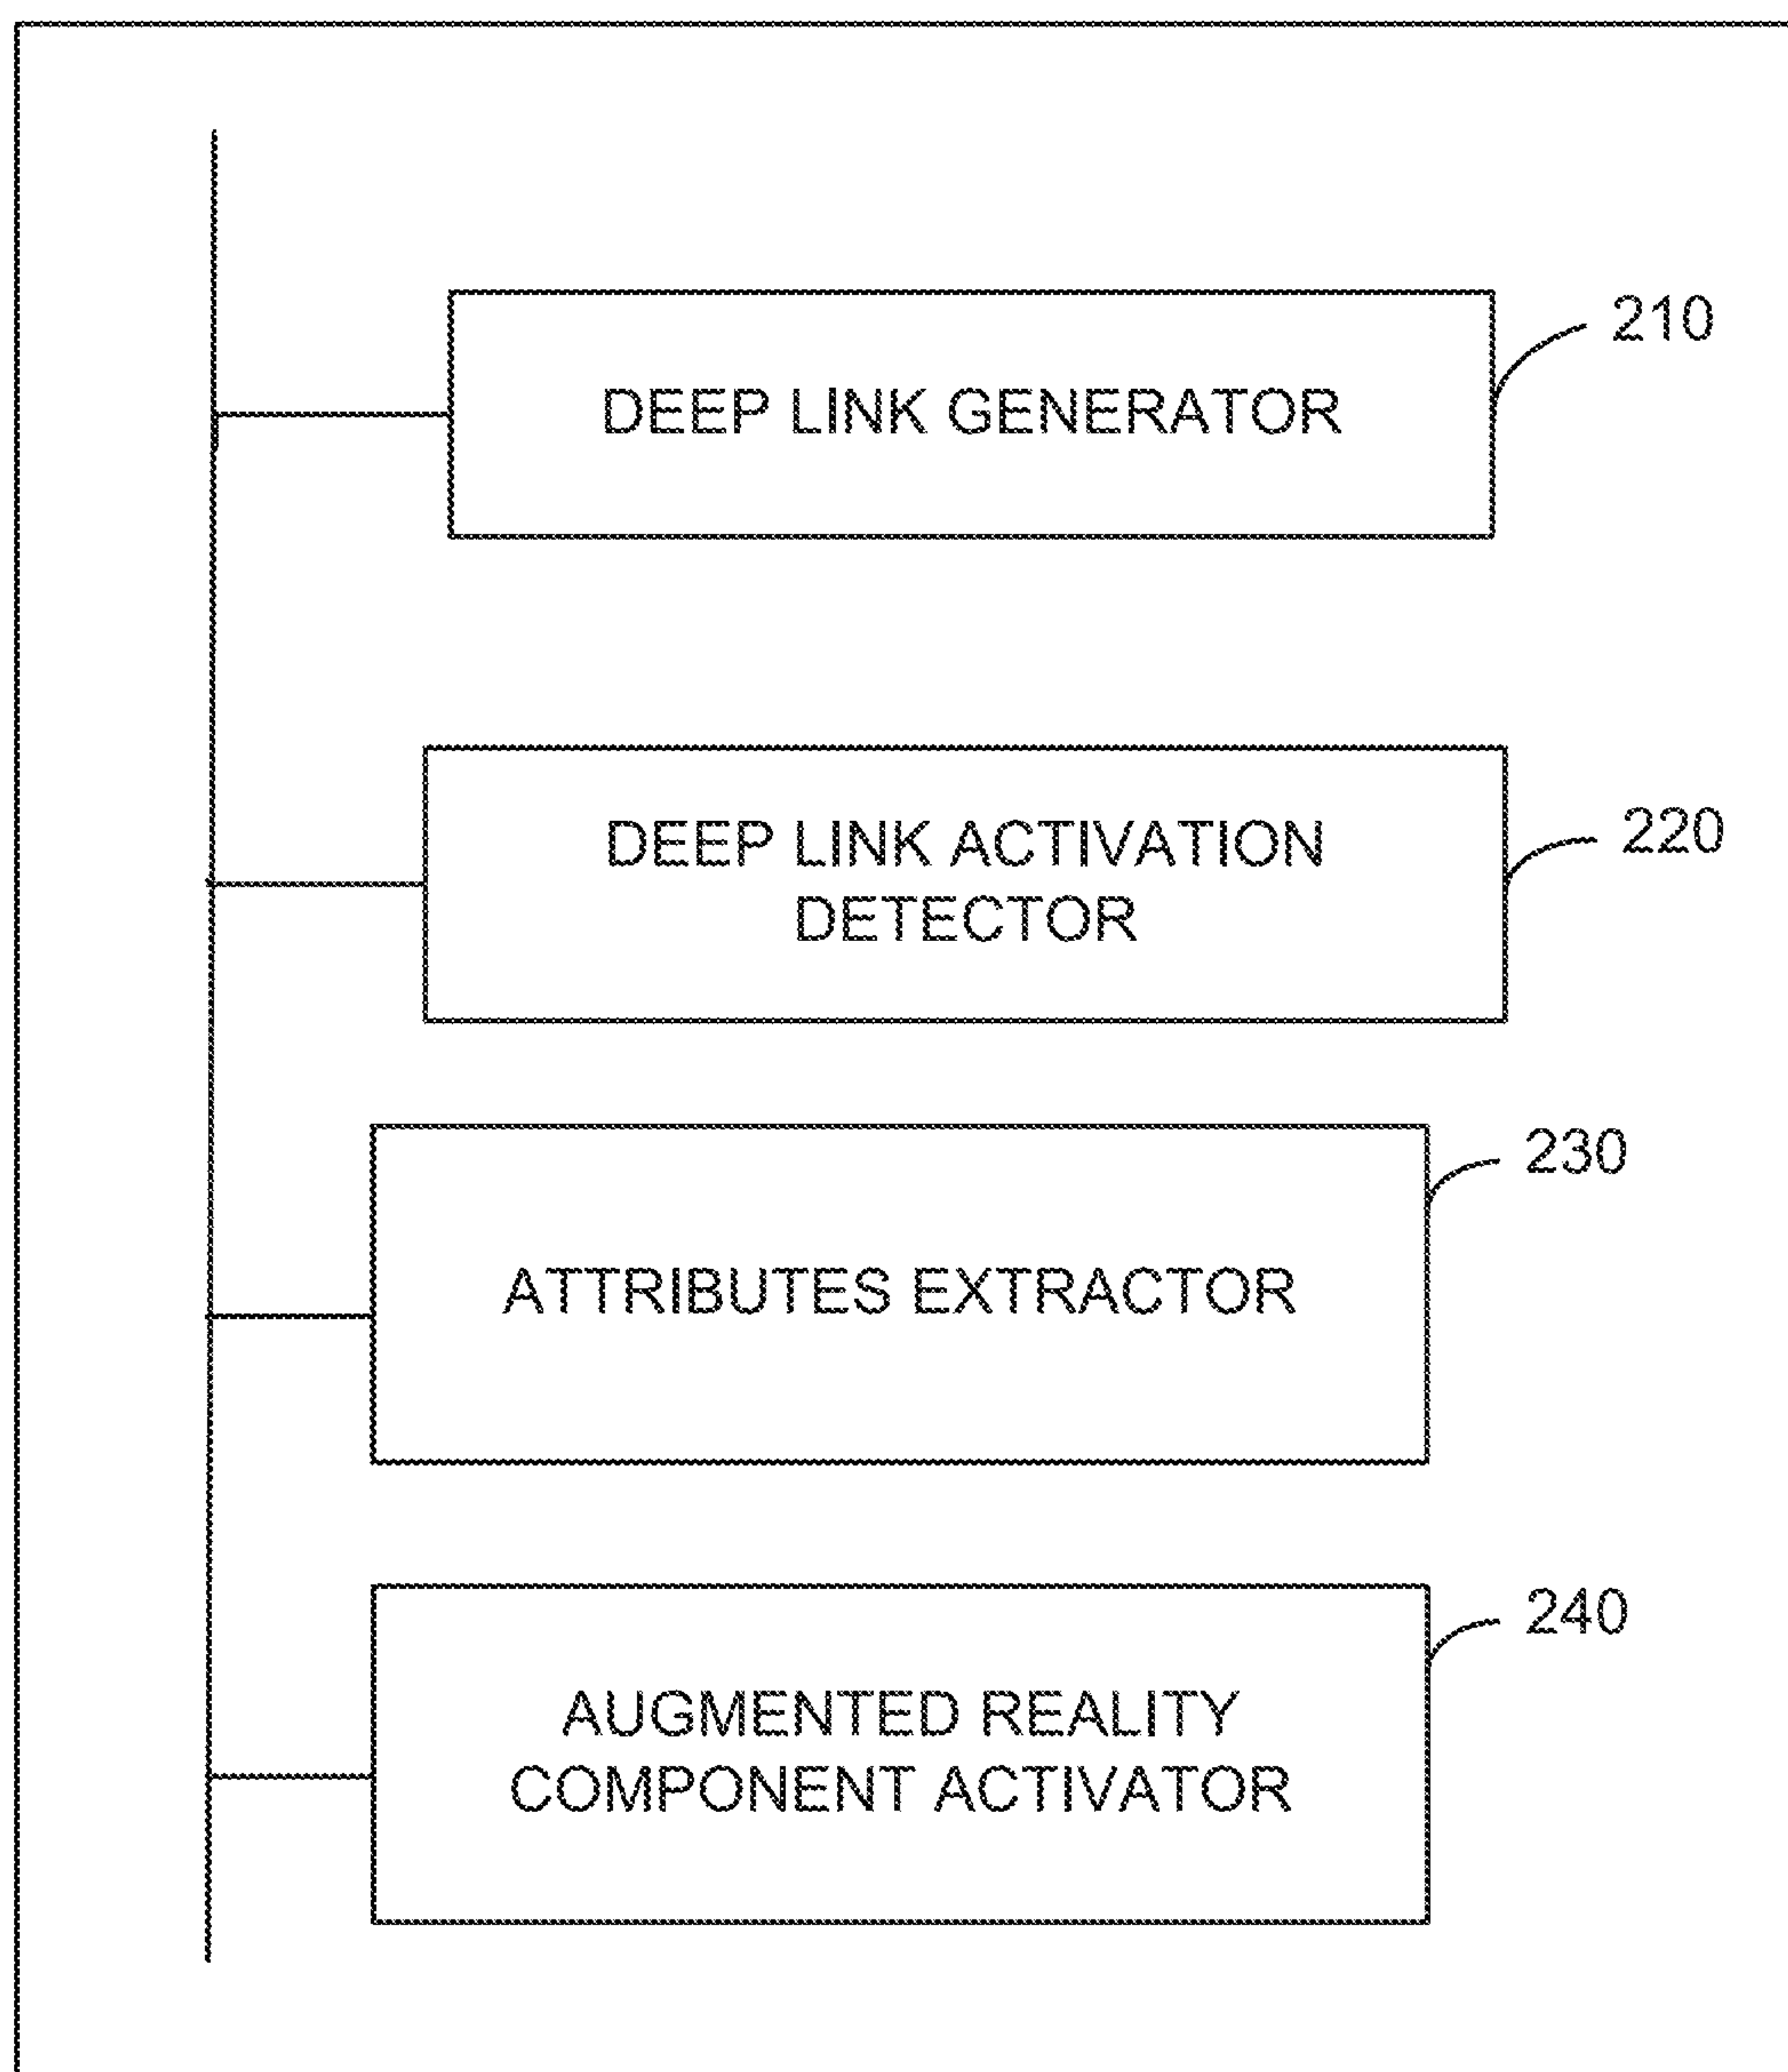 210
DEEP LINK GENERATOR
220
DEEP LINK ACTIVATION
DETECTOR
230
ATTRIBUTES EXTRACTOR
240
AUGMENTED REALITY
COMPONENT ACTIVATOR